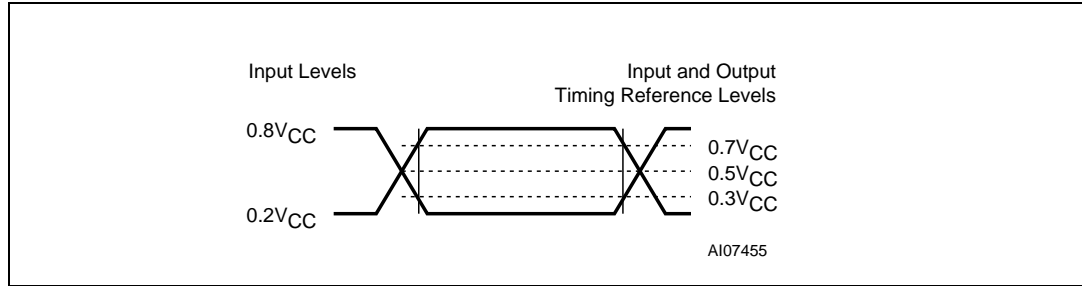 Input Levels
Input and Output
Timing Reference Levels
0.8VCC
0.7VCC
0.5VCC
0.3VCC
0.2VCC
AI07455